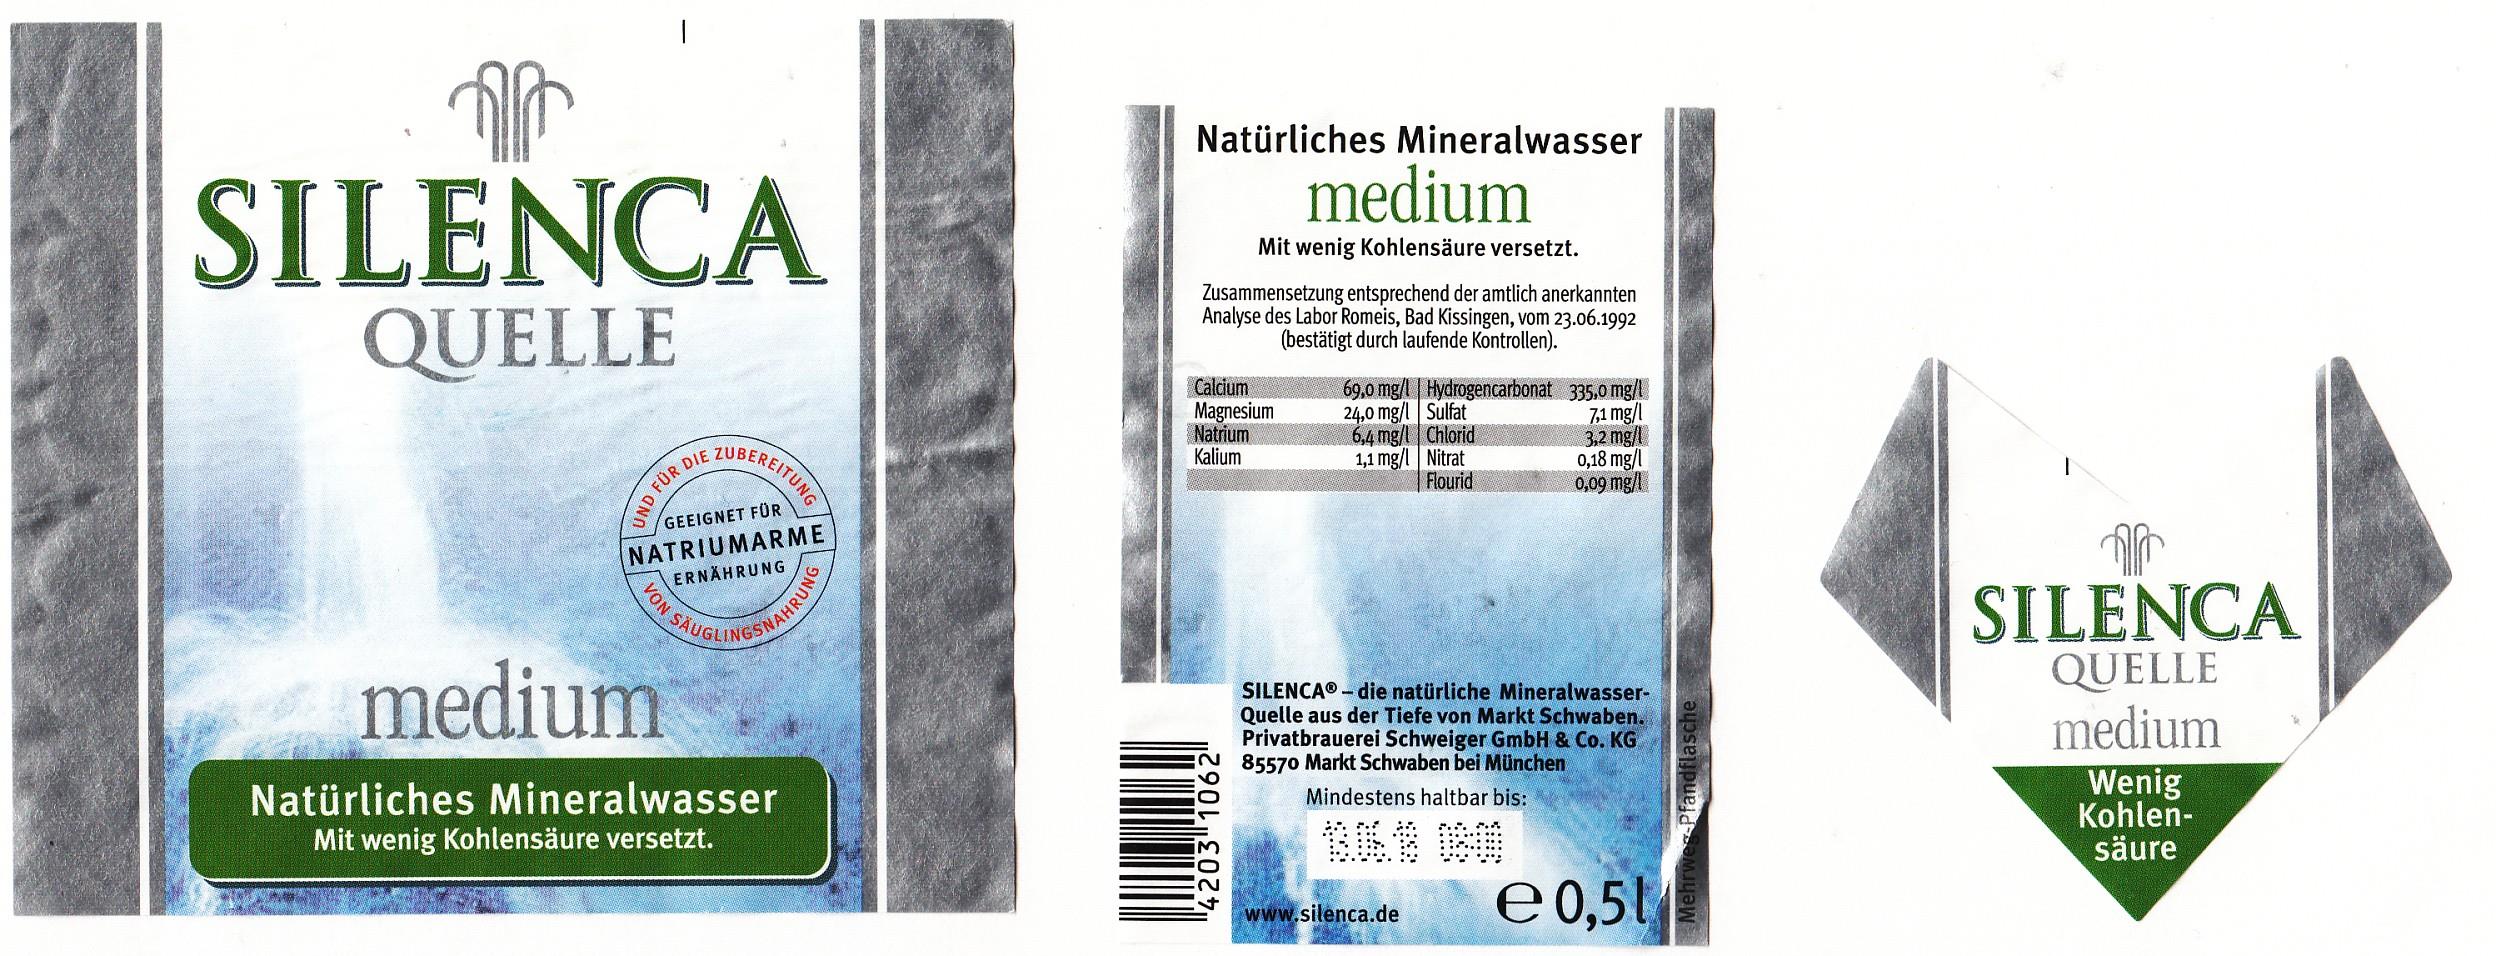 SILENCA
QUELLE
UND FÜR DIE ZUBEREITUNG
GEEIGNET FÜR
NATRIUMARME
ERNÄHRUNG
VON SÄUGLINGSNAHRUNG
medium
Natürliches Mineralwasser
Mit wenig Kohlensäure versetzt.
Natürliches Mineralwasser
medium
Mit wenig Kohlensäure versetzt.
Zusammensetzung entsprechend der amtlich anerkannten
Analyse des Labor Romeis, Bad Kissingen, vom 23.06.1992
(bestätigt durch laufende Kontrollen).
Calcium 69,0 mg/l Hydrogencarbonat 335,0 mg/l
Magnesium 24,0 mg/l Sulfat 7,1 mg/l
Natrium 6,4 mg/l Chlorid 3,2 mg/l
Kalium 1,1 mg/l Nitrat 0,18 mg/l
Flourid 0,09 mg/l
SILENCA® – die natürliche Mineralwasser-
Quelle aus der Tiefe von Markt Schwaben.
Privatbrauerei Schweiger GmbH & Co. KG
85570 Markt Schwaben bei München
Mindestens haltbar bis:
www.silenca.de
℮ 0,5 l
42031062
Mehrweg-Pfandflasche
SILENCA
QUELLE
medium
Wenig
Kohlen-
säure